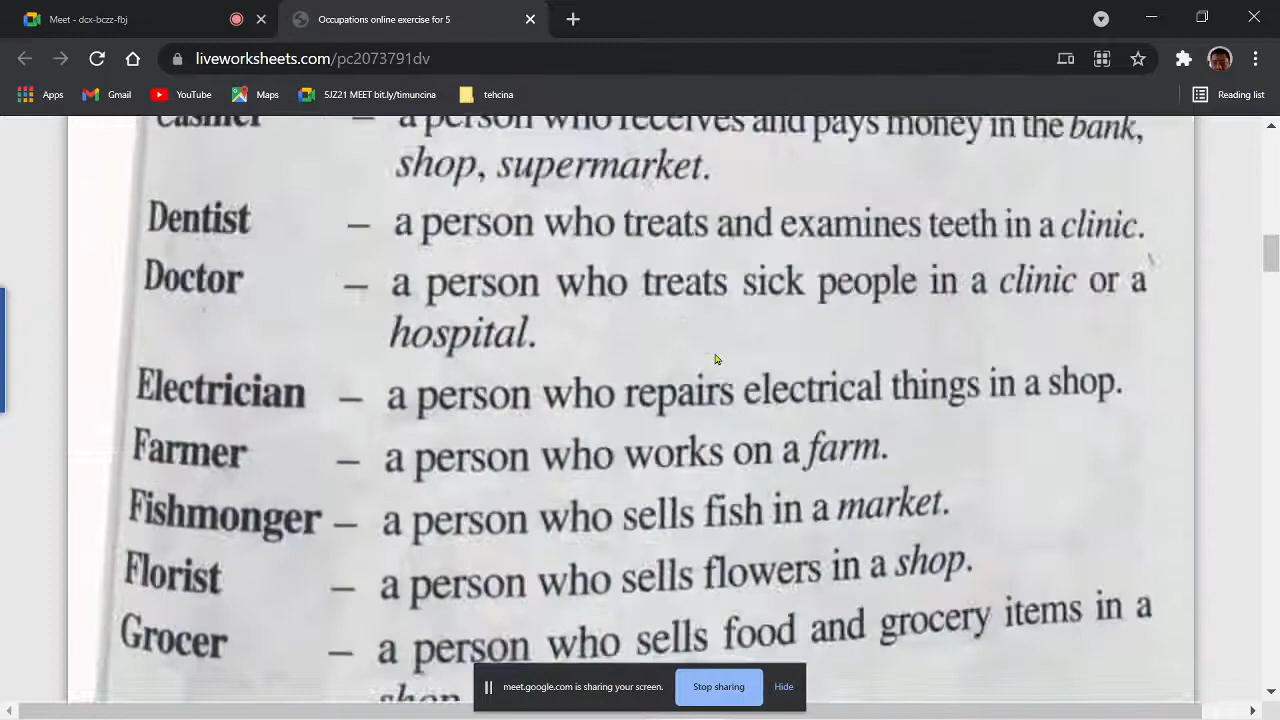 Meet - dcx-bczz-fbj
Occupations online exercise for 5
liveworksheets.com/pc2073791dv
Apps Gmail YouTube Maps 5JZ21 MEET bit.ly/timuncina tehcina Reading list
Cashier – a person who receives and pays money in the bank,
shop, supermarket.
Dentist – a person who treats and examines teeth in a clinic.
Doctor – a person who treats sick people in a clinic or a
hospital.
Electrician – a person who repairs electrical things in a shop.
Farmer – a person who works on a farm.
Fishmonger – a person who sells fish in a market.
Florist – a person who sells flowers in a shop.
Grocer – a person who sells food and grocery items in a
shop
meet.google.com is sharing your screen. Stop sharing Hide